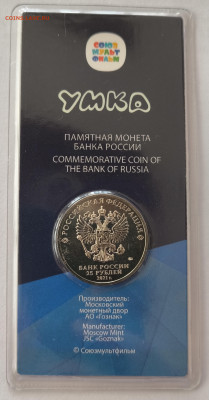 СОЮЗ
МУЛЬТ
ФИЛЬМ
УМКА
ПАМЯТНАЯ МОНЕТА
БАНКА РОССИИ
COMMEMORATIVE COIN OF
THE BANK OF RUSSIA
РОССИЙСКАЯ ФЕДЕРАЦИЯ
БАНК РОССИИ
25 РУБЛЕЙ
2021 г.
Производитель:
Московский
монетный двор
АО «Гознак»
Manufacturer:
Moscow Mint
JSC «Goznak»
© Союзмультфильм